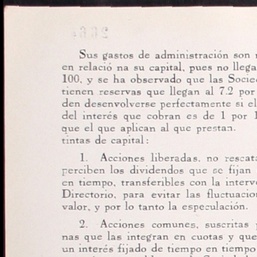 Sus gastos de administración son
en relació na su capital, pues no llega
100, y se ha observado que las Socie
tienen reservas que llegan al 7.2 por
den desenvolverse perfectamente si el
del interés que cobran es de 1 por 1
que el que aplican al que prestan.
tintas de capital:
1. Acciones liberadas, no rescata
perciben los dividendos que se fijan
en tiempo, transferibles con la interv
Directorio, para evitar las fluctuacio
valor, y por lo tanto la especulación.
2. Acciones comunes, suscritas
nas que las integran en cuotas y que
un interés fijado de tiempo en tiempo